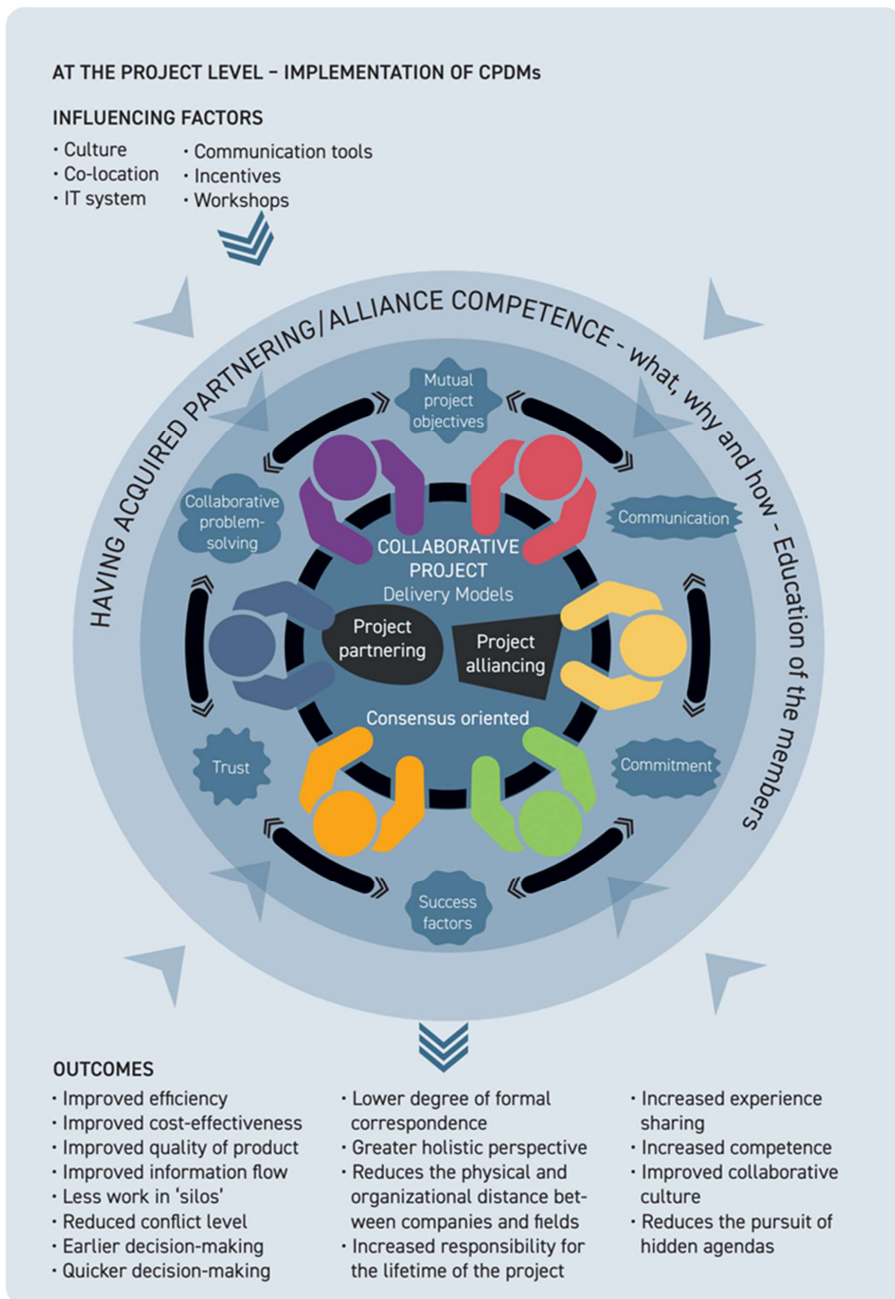 AT THE PROJECT LEVEL – IMPLEMENTATION OF CPDMs
INFLUENCING FACTORS
· Culture
· Co-location
· IT system
· Communication tools
· Incentives
· Workshops
HAVING ACQUIRED PARTNERING/ALLIANCE COMPETENCE - what, why and how - Education of the members
Mutual
project
objectives
Collaborative
problem-
solving
Communication
COLLABORATIVE
PROJECT
Delivery Models
Project
partnering
Project
alliancing
Consensus oriented
Trust
Commitment
Success
factors
OUTCOMES
· Improved efficiency
· Improved cost-effectiveness
· Improved quality of product
· Improved information flow
· Less work in ‘silos’
· Reduced conflict level
· Earlier decision-making
· Quicker decision-making
· Lower degree of formal
correspondence
· Greater holistic perspective
· Reduces the physical and
organizational distance bet-
ween companies and fields
· Increased responsibility for
the lifetime of the project
· Increased experience
sharing
· Increased competence
· Improved collaborative
culture
· Reduces the pursuit of
hidden agendas